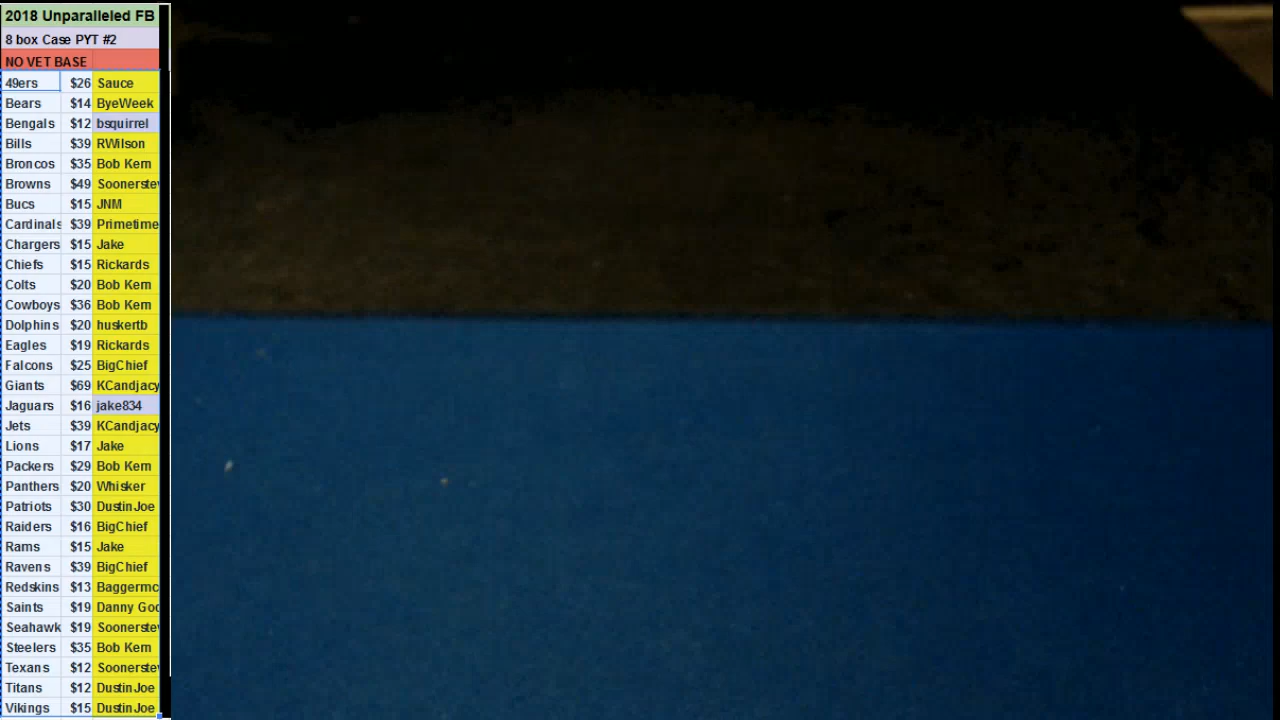 2018 Unparalleled FB
8 box Case PYT #2
NO VET BASE
49ers $26 Sauce
Bears $14 ByeWeek
Bengals $12 bsquirrel
Bills $39 RWilson
Broncos $35 Bob Kem
Browns $49 Soonerste
Bucs $15 JNM
Cardinals $39 Primetime
Chargers $15 Jake
Chiefs $15 Rickards
Colts $20 Bob Kem
Cowboys $36 Bob Kem
Dolphins $20 huskertb
Eagles $19 Rickards
Falcons $25 BigChief
Giants $69 KCandjacy
Jaguars $16 jake834
Jets $39 KCandjacy
Lions $17 Jake
Packers $29 Bob Kem
Panthers $20 Whisker
Patriots $30 DustinJoe
Raiders $16 BigChief
Rams $15 Jake
Ravens $39 BigChief
Redskins $13 Baggermc
Saints $19 Danny Goo
Seahawk $19 Soonerste
Steelers $35 Bob Kem
Texans $12 Soonerste
Titans $12 DustinJoe
Vikings $15 DustinJoe